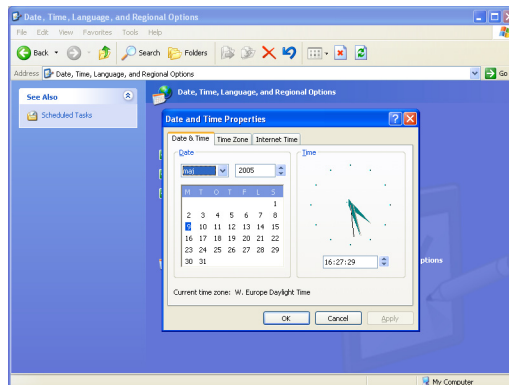 Date, Time, Language, and Regional Options
File Edit View Favorites Tools Help
Back Search Folders
Address Date, Time, Language, and Regional Options Go
See Also
Scheduled Tasks
Date, Time, Language, and Regional Options
Date and Time Properties
Date & Time Time Zone Internet Time
Date
maj 2005
M T O T F L S
1
2 3 4 5 6 7 8
9 10 11 12 13 14 15
16 17 18 19 20 21 22
23 24 25 26 27 28 29
30 31
Time
16:27:29
Current time zone: W. Europe Daylight Time
OK Cancel Apply
ptions
My Computer